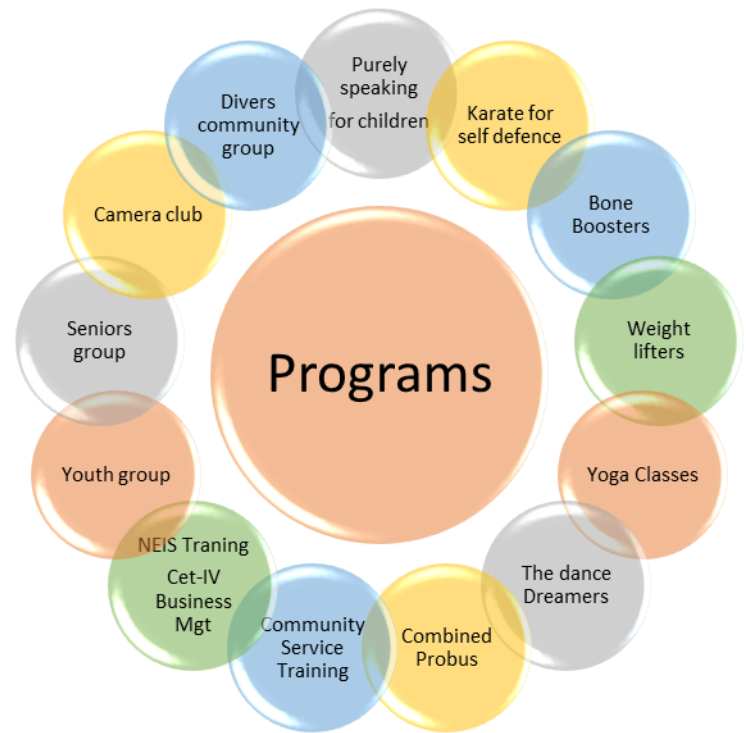 Purely
speaking
for children
Karate for
self defence
Bone
Boosters
Weight
lifters
Yoga Classes
The dance
Dreamers
Combined
Probus
Community
Service
Training
NEIS Traning
Cet-IV
Business
Mgt
Youth group
Seniors
group
Camera club
Divers
community
group
Programs